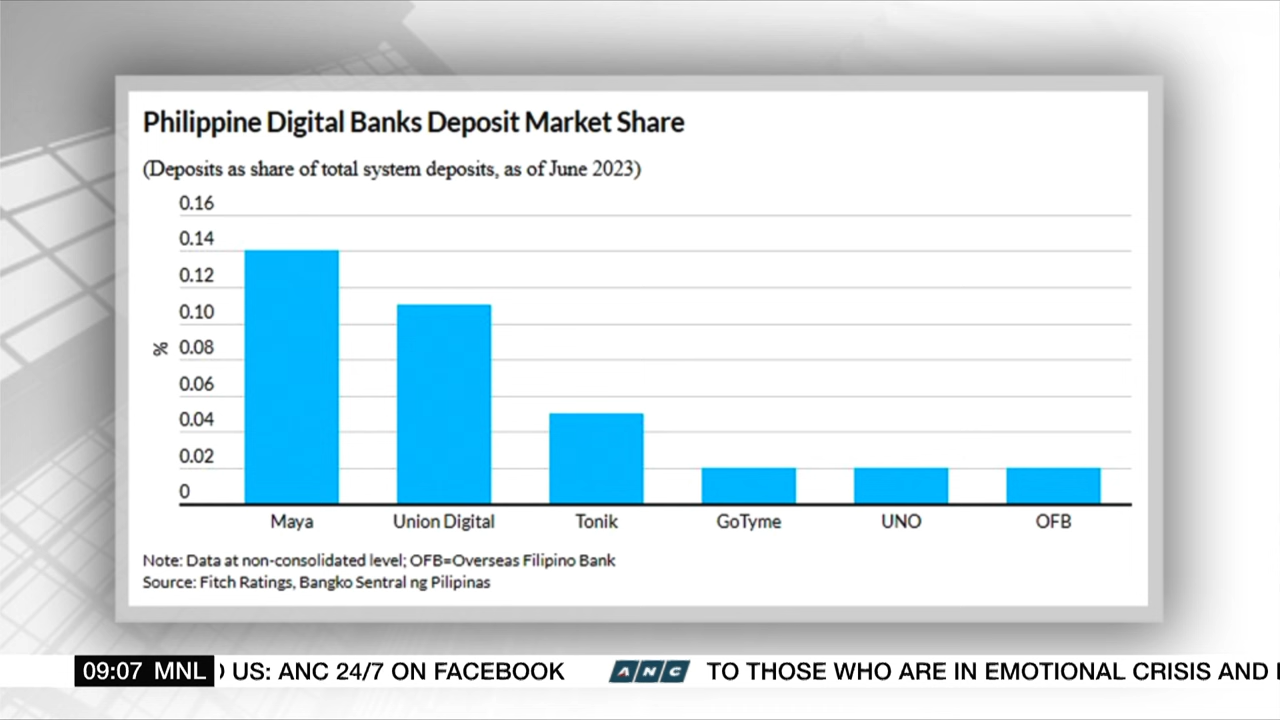 Philippine Digital Banks Deposit Market Share
(Deposits as share of total system deposits, as of June 2023)
0.16
0.14
0.12
0.10
0.08
0.06
0.04
0.02
0
%
Maya Union Digital Tonik GoTyme UNO OFB
Note: Data at non-consolidated level; OFB=Overseas Filipino Bank
Source: Fitch Ratings, Bangko Sentral ng Pilipinas
09:07 MNL US: ANC 24/7 ON FACEBOOK ANC TO THOSE WHO ARE IN EMOTIONAL CRISIS AND